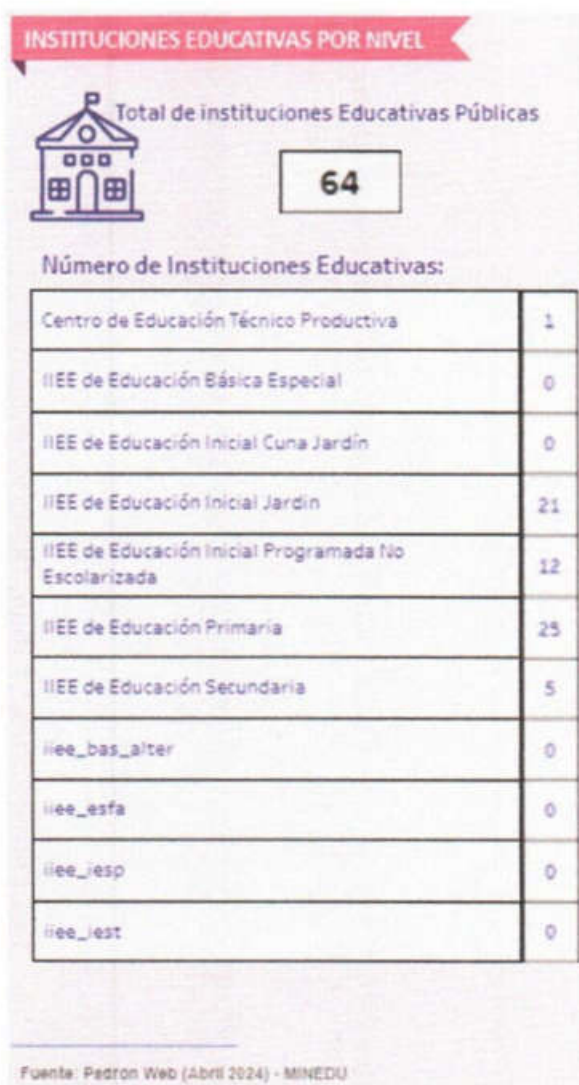 INSTITUCIONES EDUCATIVAS POR NIVEL
Total de instituciones Educativas Públicas
64
Número de Instituciones Educativas:
Centro de Educación Técnico Productiva 1
IIEE de Educación Básica Especial 0
IIEE de Educación Inicial Cuna Jardín 0
IIEE de Educación Inicial Jardin 21
IIEE de Educación Inicial Programada No
Escolarizada 12
IIEE de Educación Primaria 25
IIEE de Educación Secundaria 5
iiee_bas_alter 0
iiee_esfa 0
iiee_iesp 0
iiee_iest 0
Fuente: Padron Web (Abril 2024) - MINEDU